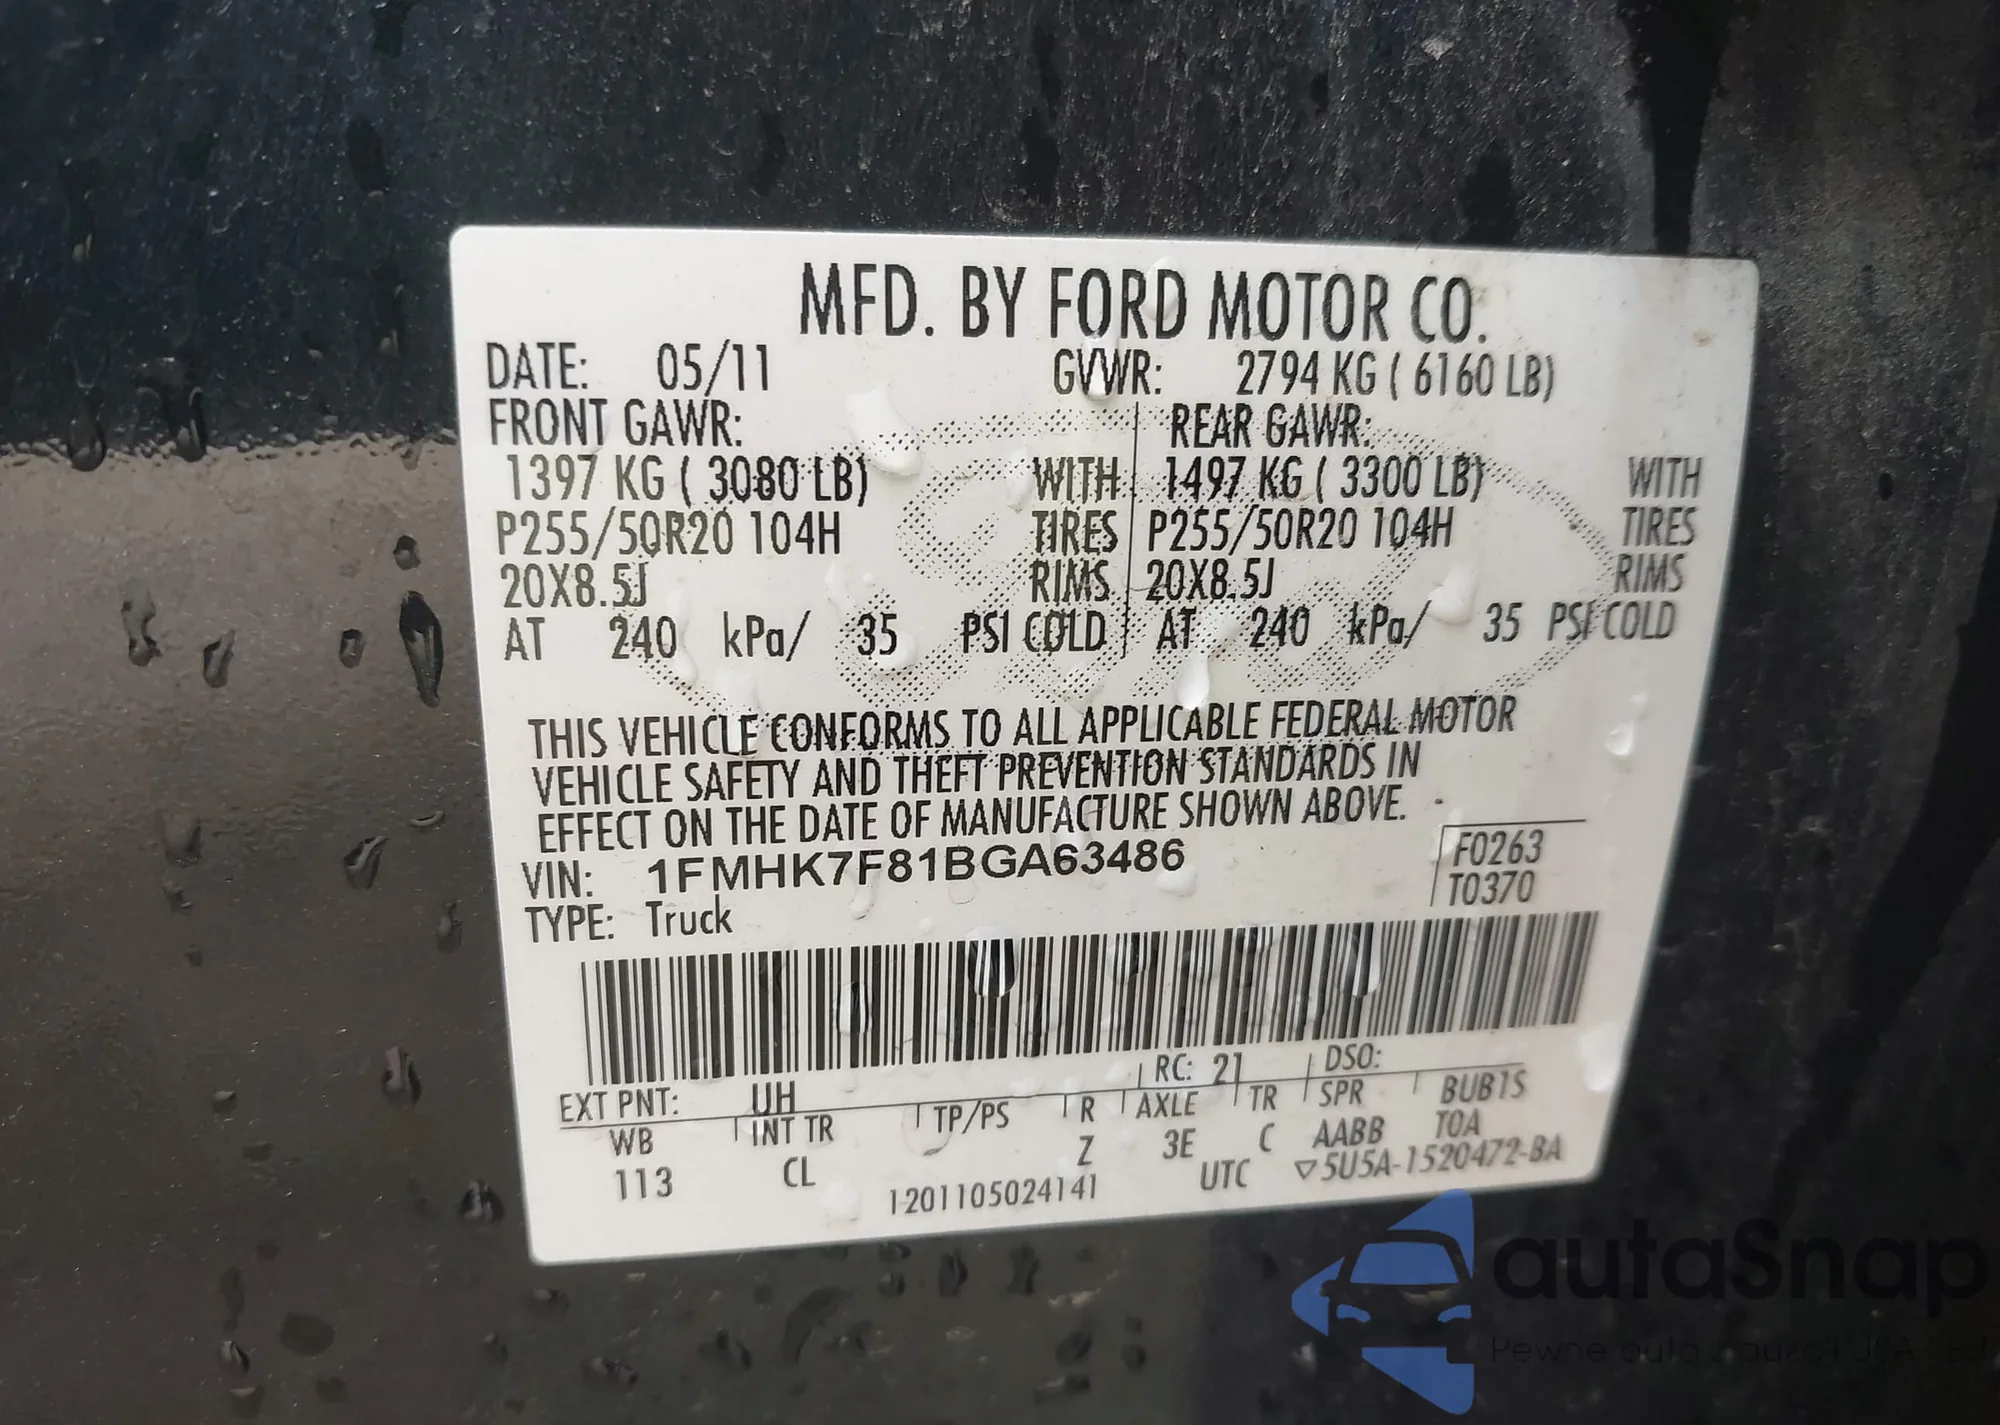 MFD. BY FORD MOTOR CO.
DATE: 05/11 GVWR: 2794 KG ( 6160 LB)
FRONT GAWR: REAR GAWR:
1397 KG ( 3080 LB) WITH 1497 KG ( 3300 LB) WITH
P255/50R20 104H TIRES P255/50R20 104H TIRES
20X8.5J RIMS 20X8.5J RIMS
AT 240 kPa/ 35 PSI COLD AT 240 kPa/ 35 PSI COLD
THIS VEHICLE CONFORMS TO ALL APPLICABLE FEDERAL MOTOR
VEHICLE SAFETY AND THEFT PREVENTION STANDARDS IN
EFFECT ON THE DATE OF MANUFACTURE SHOWN ABOVE.
VIN: 1FMHK7F81BGA63486 F0263
TYPE: Truck T0370
EXT PNT: UH RC: 21 DSO:
WB INT TR TP/PS R AXLE TR SPR BUB1S
113 CL Z 3E C AABB TOA
1201105024141 UTC ▽5U5A-1520472-BA
autaSnap
Pewne auta z aukcji